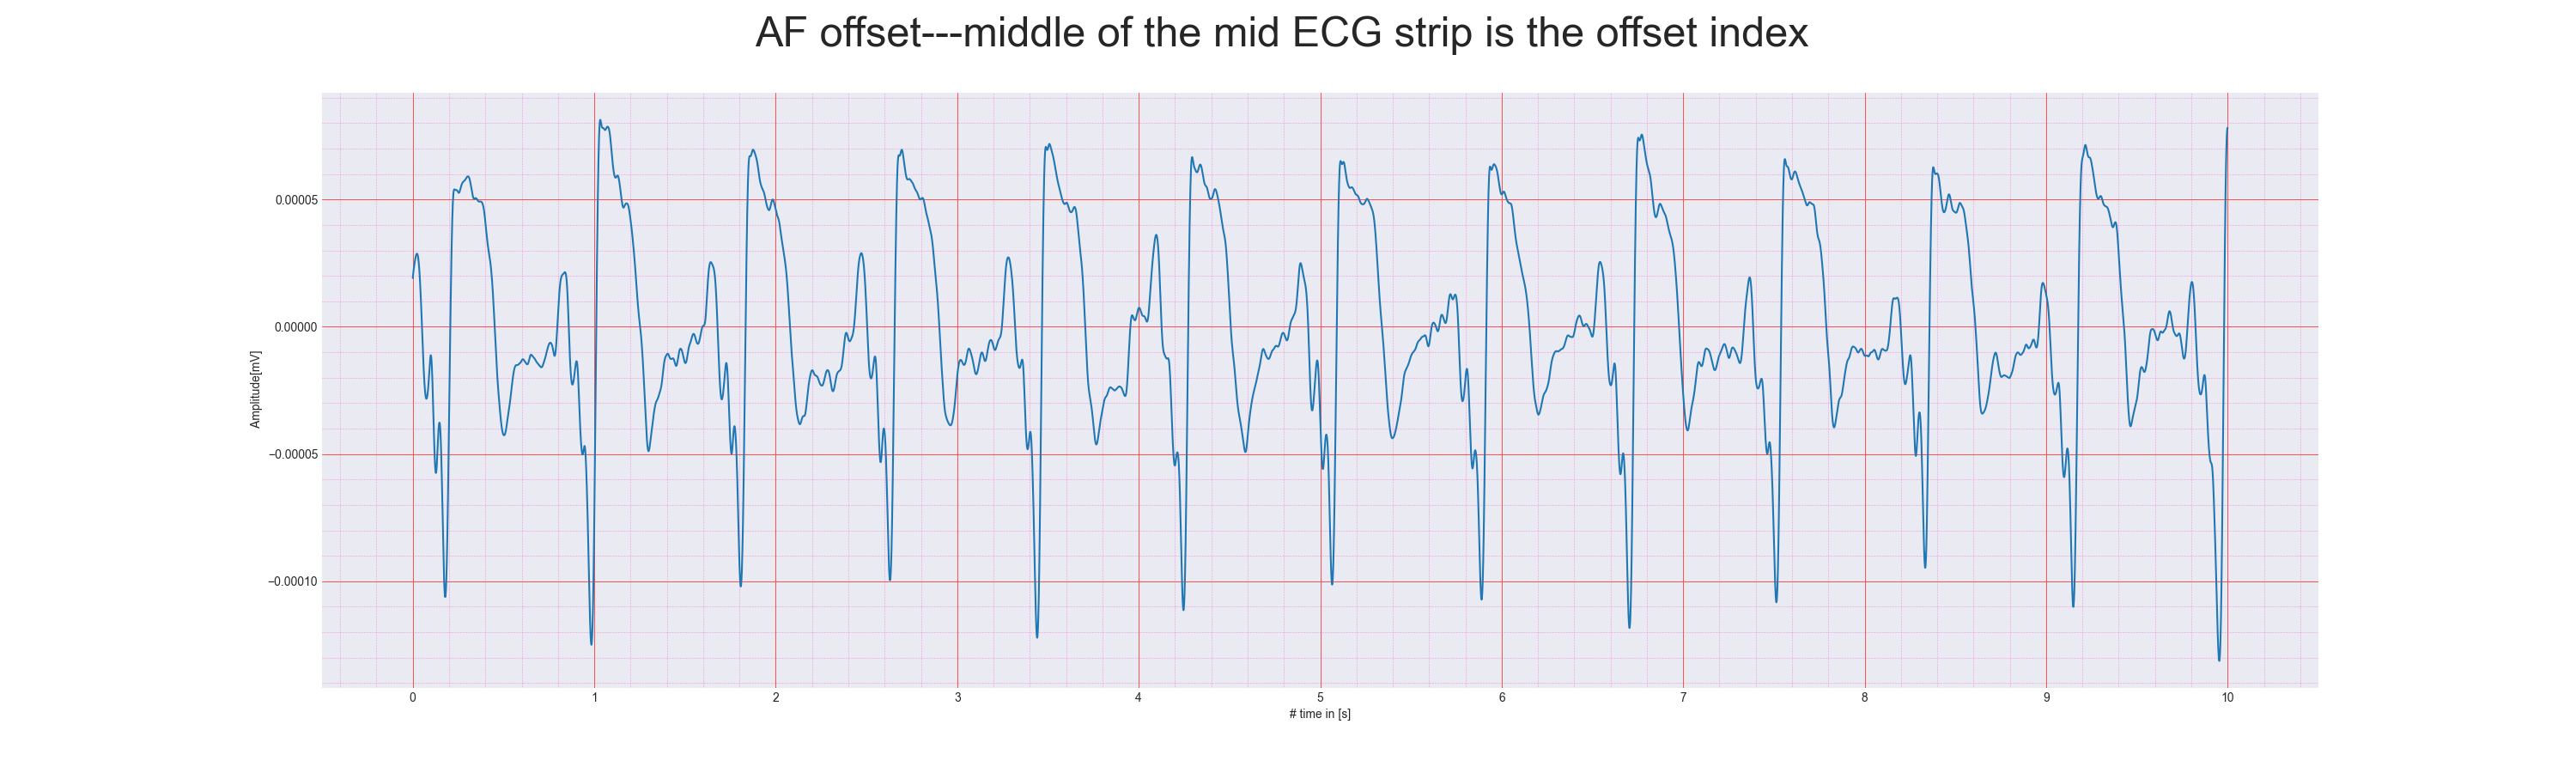 AF offset---middle of the mid ECG strip is the offset index
0.00005
0.00000
−0.00005
−0.00010
Amplitude[mV]
0 1 2 3 4 5 6 7 8 9 10
# time in [s]